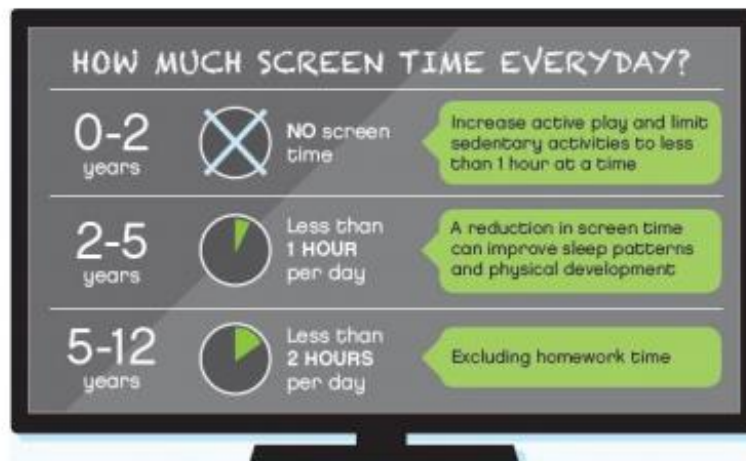 HOW MUCH SCREEN TIME EVERYDAY?
0-2
years
NO screen
time
Increase active play and limit
sedentary activities to less
than 1 hour at a time
2-5
years
Less than
1 HOUR
per day
A reduction in screen time
can improve sleep patterns
and physical development
5-12
years
Less than
2 HOURS
per day
Excluding homework time